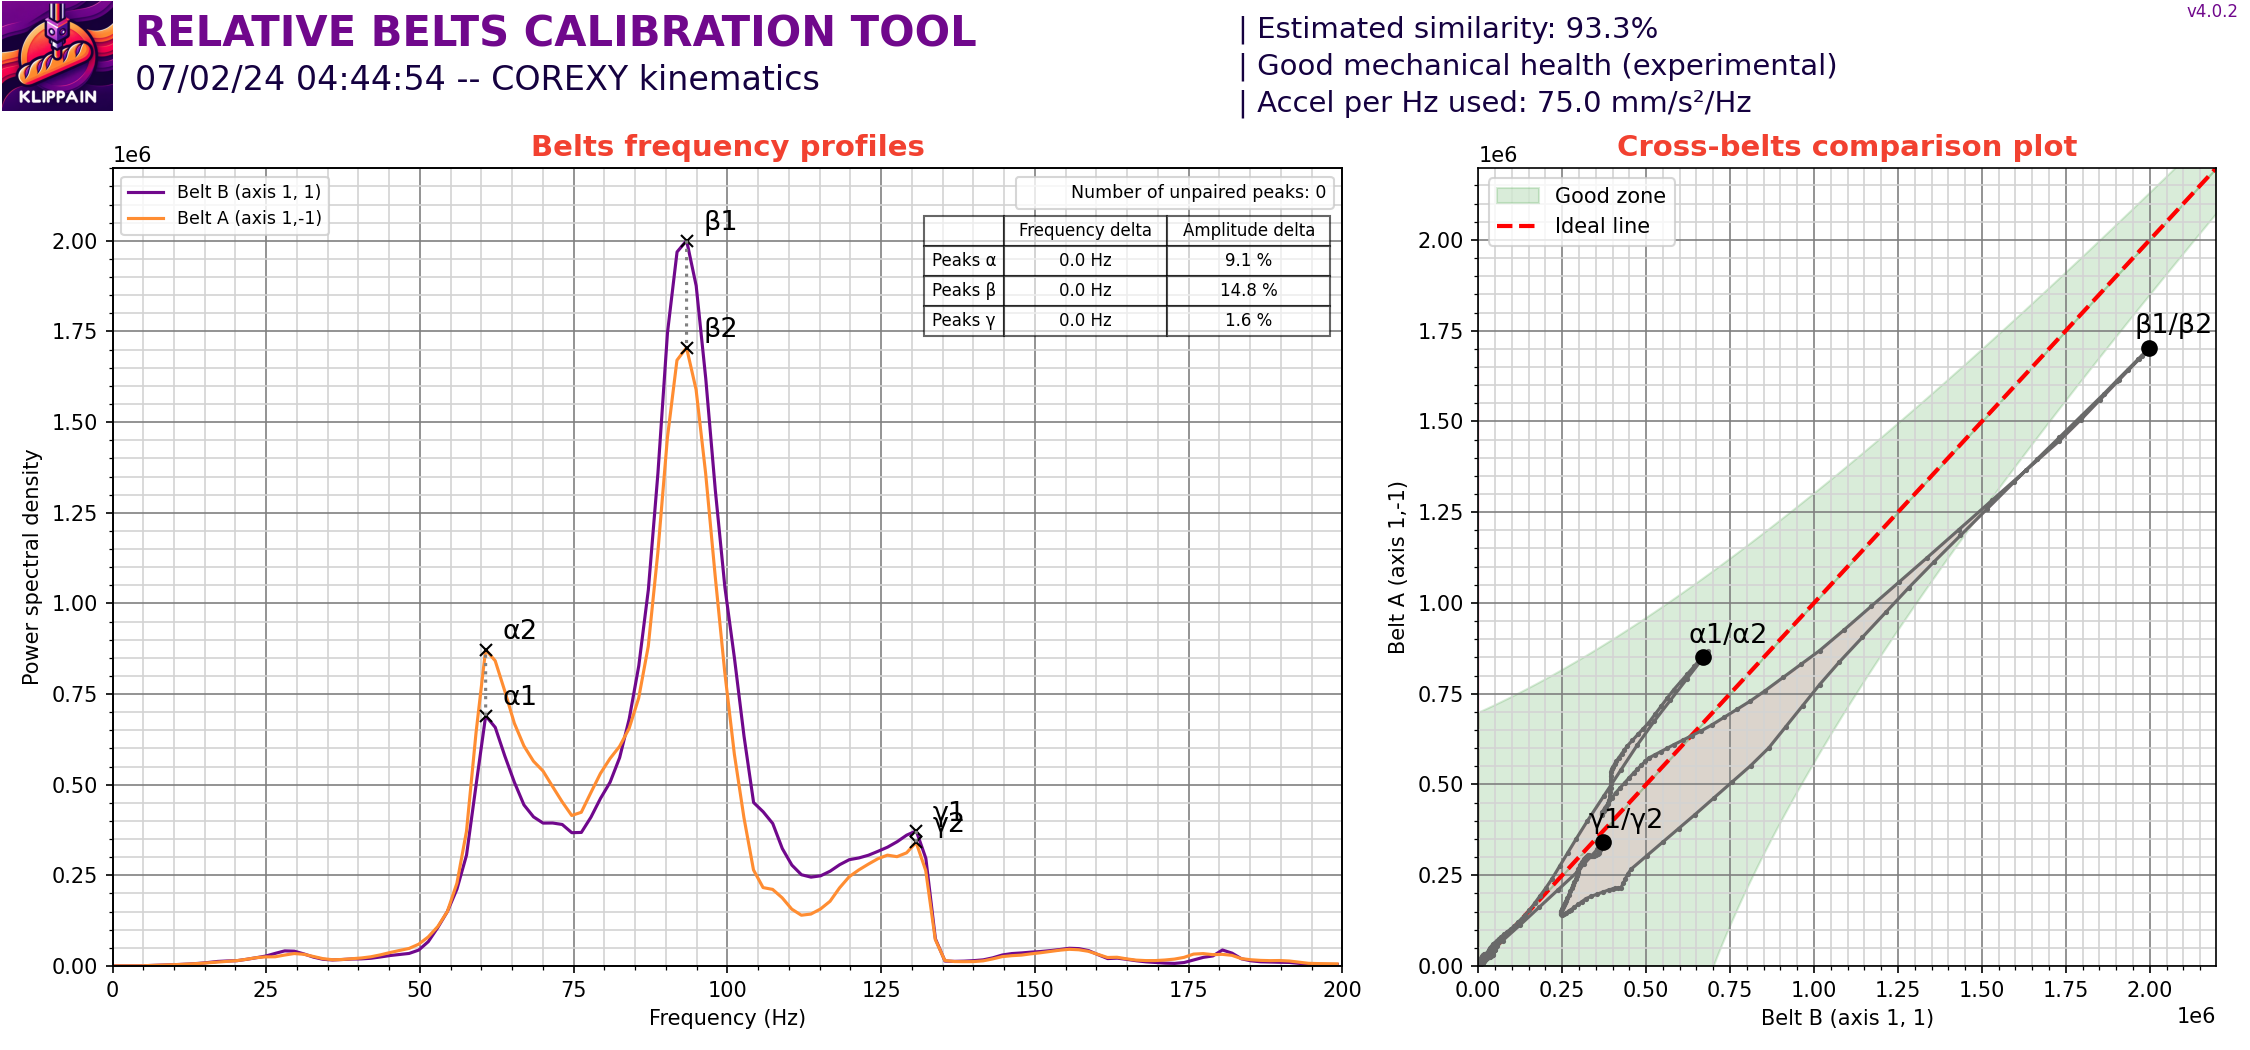 KLIPPAIN
RELATIVE BELTS CALIBRATION TOOL
07/02/24 04:44:54 -- COREXY kinematics
| Estimated similarity: 93.3%
| Good mechanical health (experimental)
| Accel per Hz used: 75.0 mm/s²/Hz
v4.0.2
Belts frequency profiles
1e6
Belt B (axis 1, 1)
Belt A (axis 1,-1)
Number of unpaired peaks: 0
Frequency delta Amplitude delta
Peaks α 0.0 Hz 9.1 %
Peaks β 0.0 Hz 14.8 %
Peaks γ 0.0 Hz 1.6 %
β1
β2
α2
α1
γ1
γ2
2.00
1.75
1.50
1.25
1.00
0.75
0.50
0.25
0.00
Power spectral density
0 25 50 75 100 125 150 175 200
Frequency (Hz)
Cross-belts comparison plot
1e6
Good zone
Ideal line
β1/β2
α1/α2
γ1/γ2
2.00
1.75
1.50
1.25
1.00
0.75
0.50
0.25
0.00
Belt A (axis 1,-1)
0.00 0.25 0.50 0.75 1.00 1.25 1.50 1.75 2.00
Belt B (axis 1, 1)
1e6